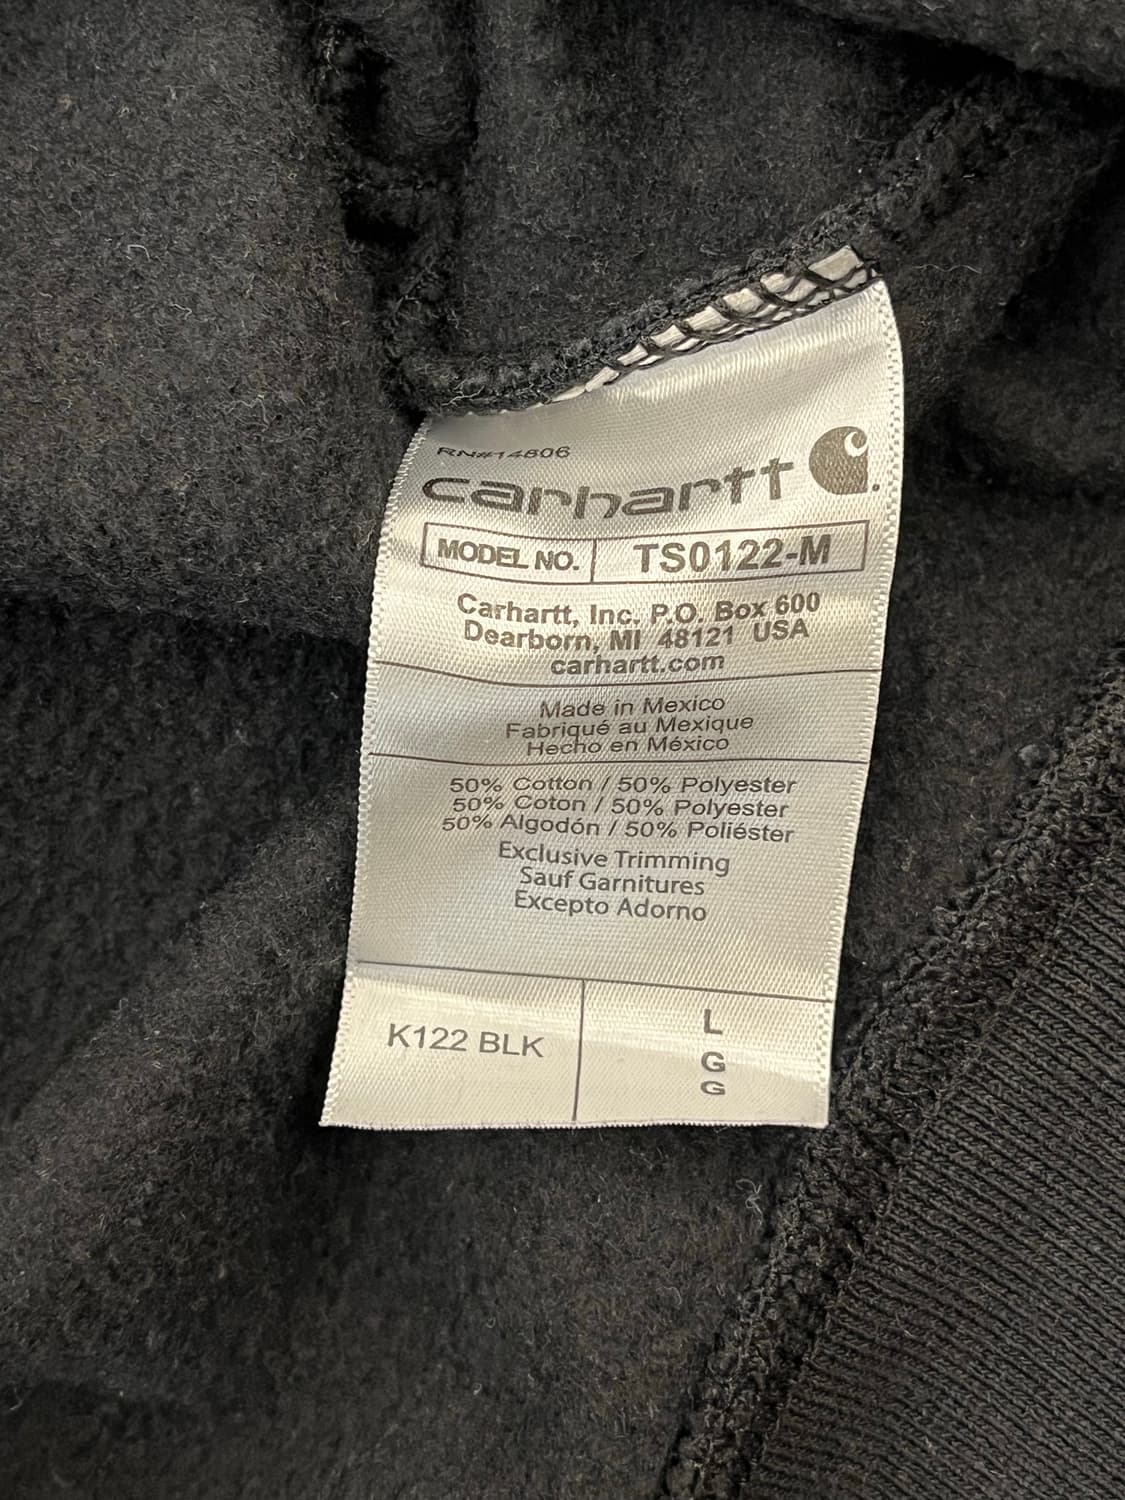 RN#14806
carhartt
MODEL NO. TS0122-M
Carhartt, Inc. P.O. Box 600
Dearborn, MI 48121 USA
carhartt.com
Made in Mexico
Fabriqué au Mexique
Hecho en México
50% Cotton / 50% Polyester
50% Coton / 50% Polyester
50% Algodón / 50% Poliéster
Exclusive Trimming
Sauf Garnitures
Excepto Adorno
K122 BLK
L
G
G